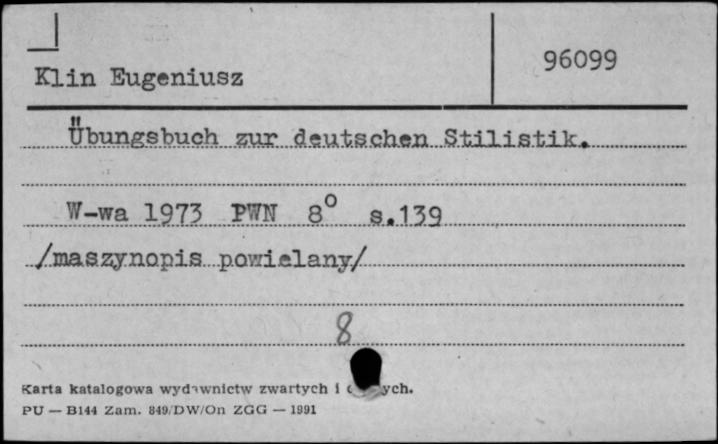 Klin Eugeniusz
96099
Übungsbuch zur deutschen Stilistik.
W-wa 1973 PWN 8° s.139
/maszynopis powielany/
8
Karta katalogowa wydawnictw zwartych i ych.
PU — B144 Zam. 849/DW/On ZGG — 1991